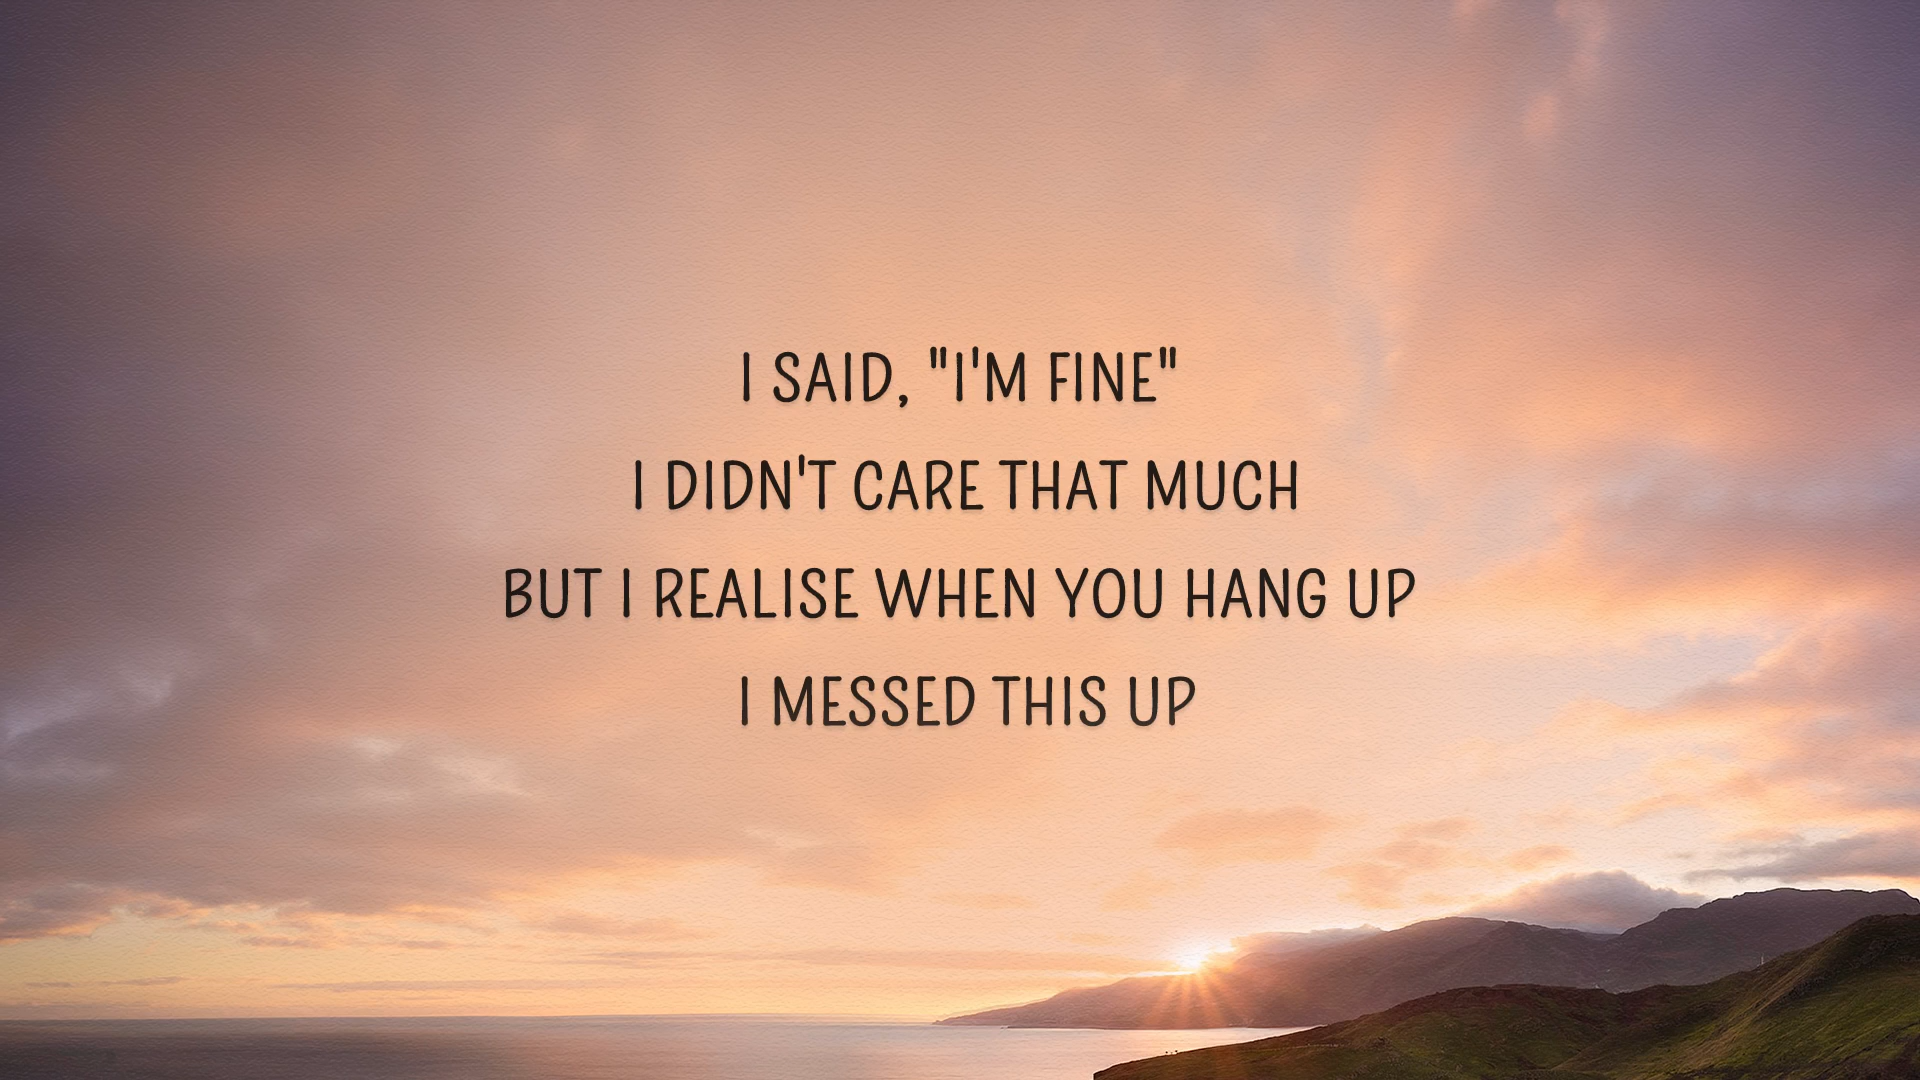 I SAID, "I'M FINE"
I DIDN'T CARE THAT MUCH
BUT I REALISE WHEN YOU HANG UP
I MESSED THIS UP